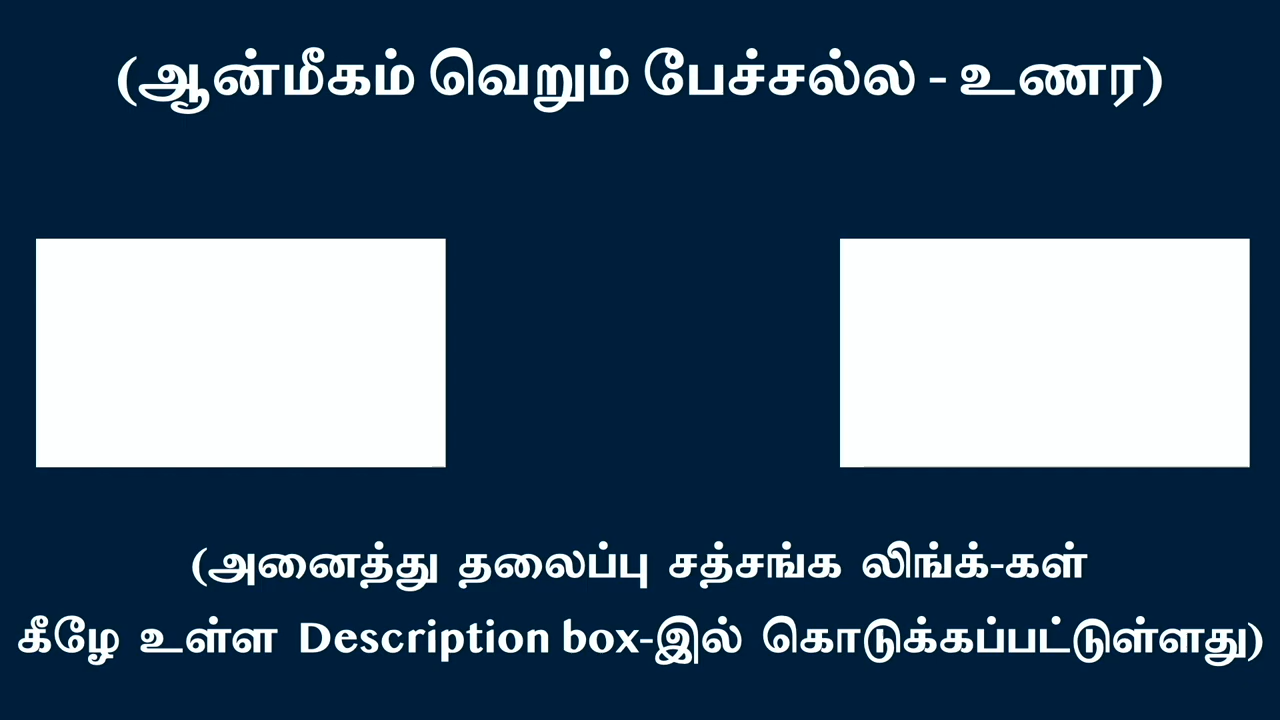 (ஆன்மீகம் வெறும் பேச்சல்ல - உணர)
(அனைத்து தலைப்பு சத்சங்க லிங்க்-கள்
கீழே உள்ள Description box-இல் கொடுக்கப்பட்டுள்ளது)